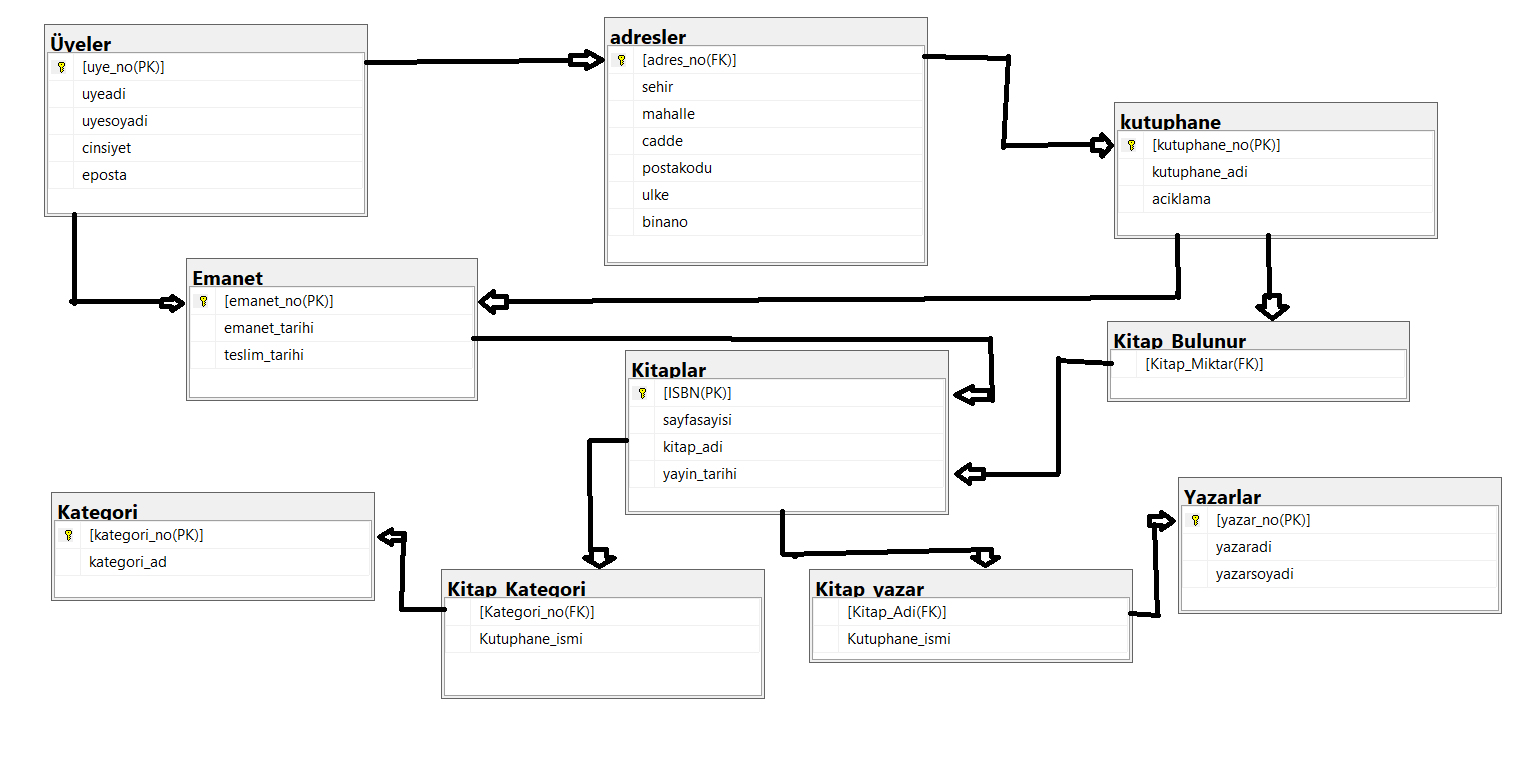 Üyeler
[uye_no(PK)]
uyeadi
uyesoyadi
cinsiyet
eposta
adresler
[adres_no(FK)]
sehir
mahalle
cadde
postakodu
ulke
binano
kutuphane
[kutuphane_no(PK)]
kutuphane_adi
aciklama
Emanet
[emanet_no(PK)]
emanet_tarihi
teslim_tarihi
Kitap_Bulunur
[Kitap_Miktar(FK)]
Kitaplar
[ISBN(PK)]
sayfasayisi
kitap_adi
yayin_tarihi
Kategori
[kategori_no(PK)]
kategori_ad
Kitap_Kategori
[Kategori_no(FK)]
Kutuphane_ismi
Kitap_yazar
[Kitap_Adi(FK)]
Kutuphane_ismi
Yazarlar
[yazar_no(PK)]
yazaradi
yazarsoyadi